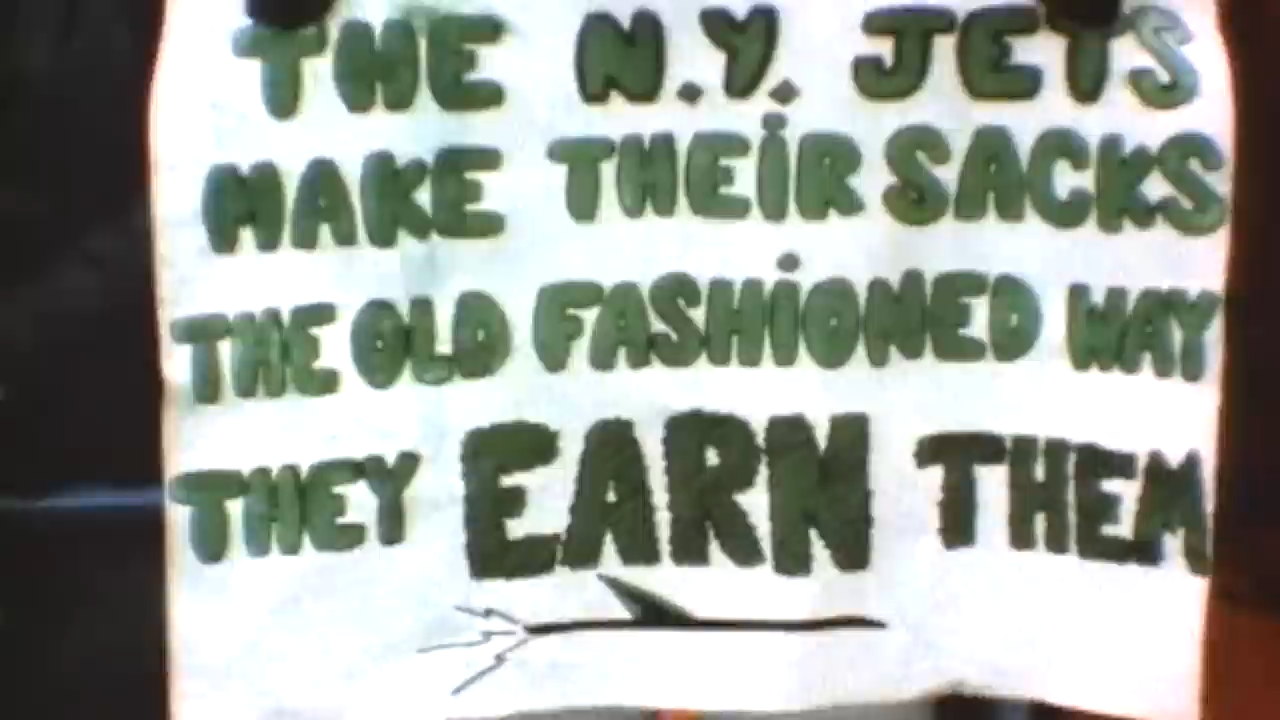 THE N.Y. JETS
MAKE THEiR SACKS
THE OLD FASHiONED WAY
THEY EARN THEM